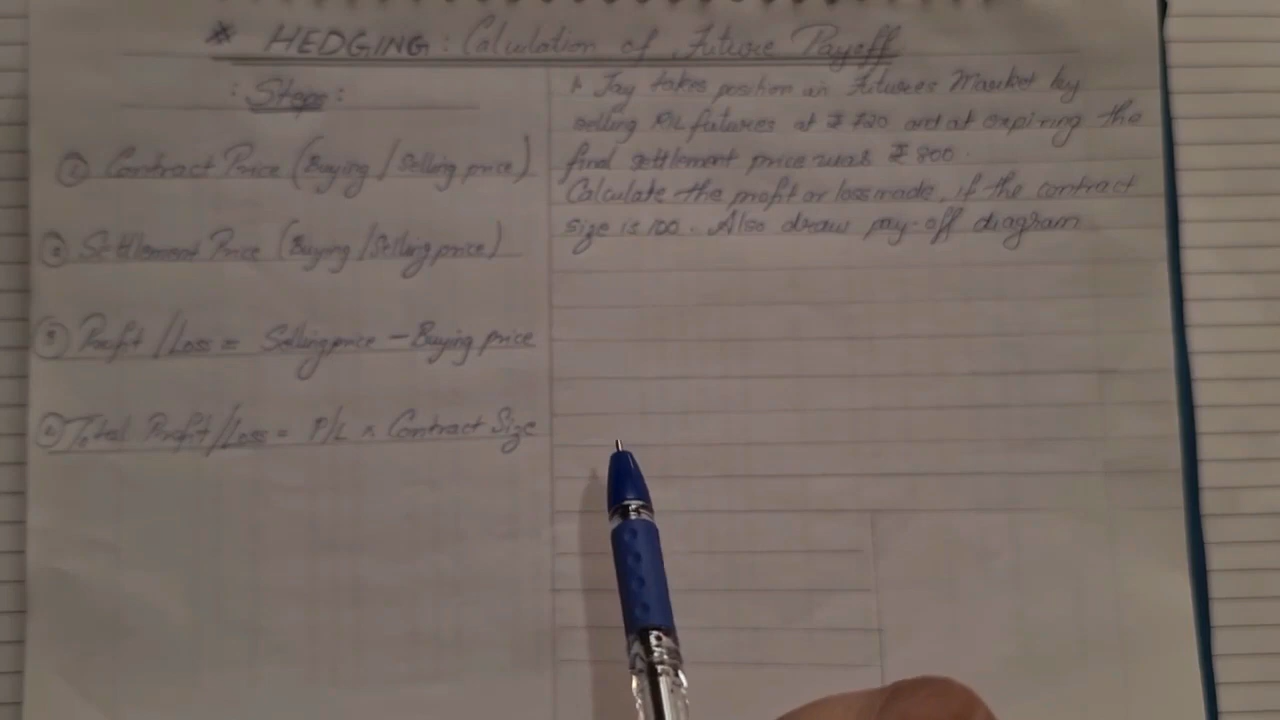 * HEDGING : Calculation of Future Payoff
: Steps :
① Contract Price (Buying / Selling price)
② Settlement Price (Buying / Selling price)
③ Profit / Loss = Selling price - Buying price
④ Total Profit / Loss = P/L x Contract Size
Jay takes position in Futures Market by
selling RIL futures at ₹ 720 and at expiring the
final settlement price was ₹ 800.
Calculate the profit or loss made, if the contract
size is 100. Also draw pay-off diagram